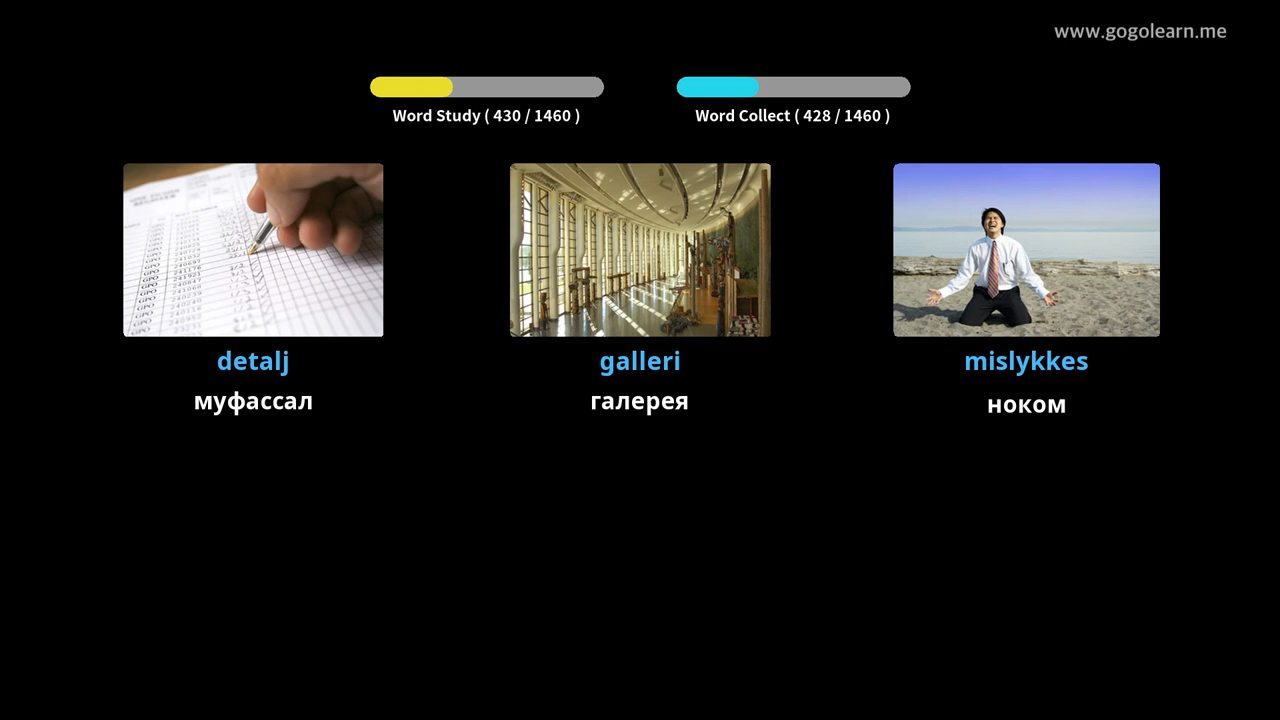 www.gogolearn.me
Word Study ( 430 / 1460 )
Word Collect ( 428 / 1460 )
detalj
galleri
mislykkes
муфассал
галерея
ноком